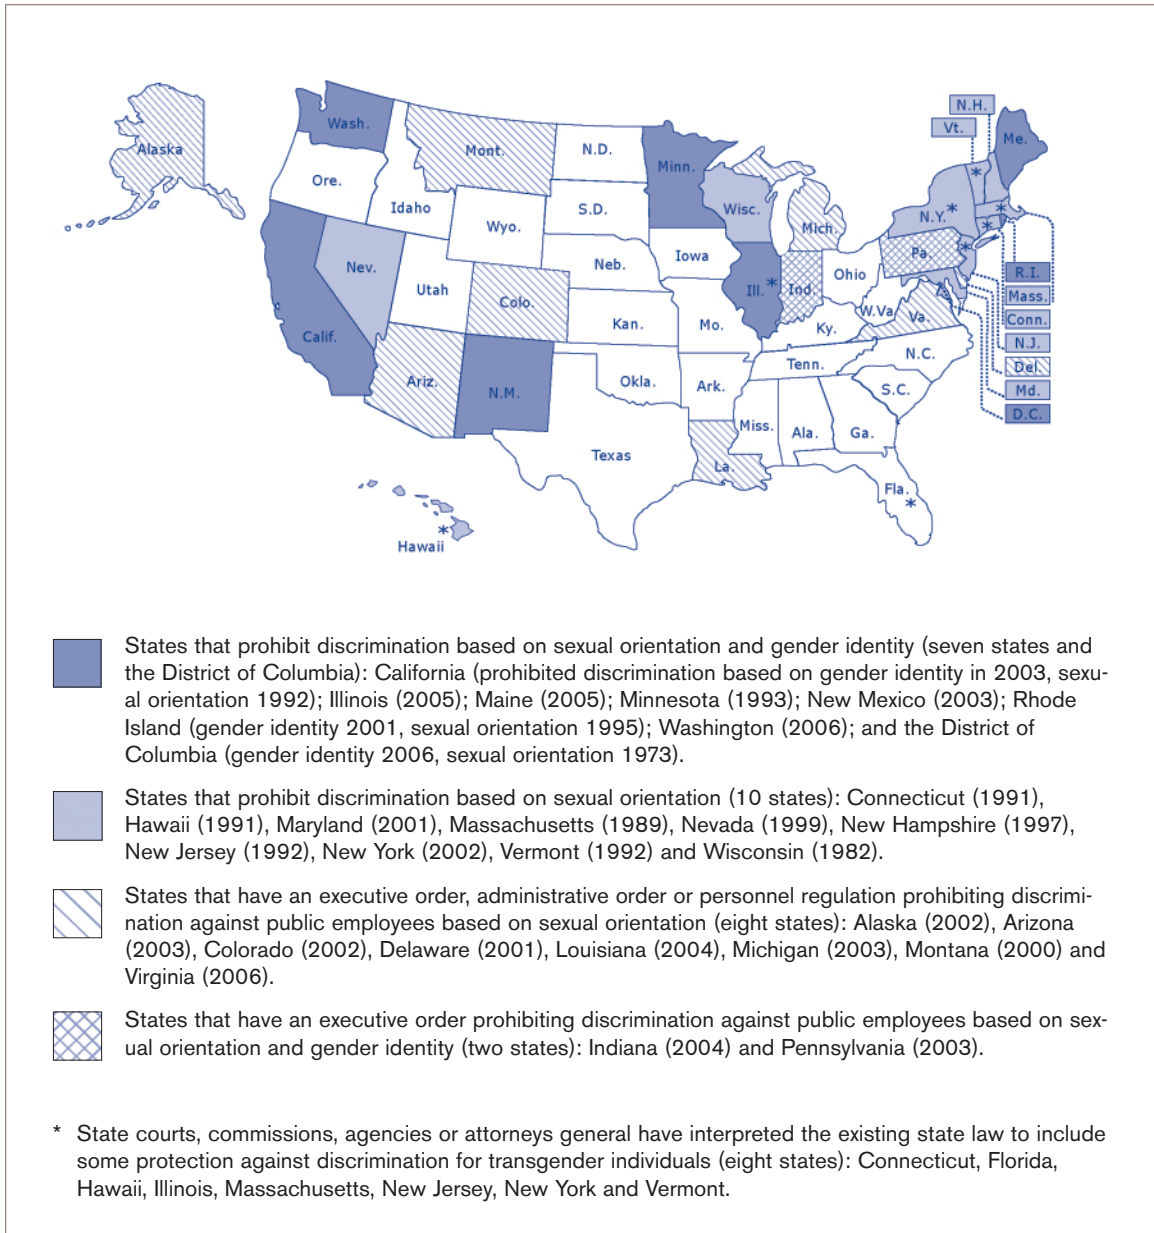 N.H.
Vt.
Me.
Wash.
Alaska
Mont.
N.D.
Minn.
Ore.
Idaho
Wisc.
N.Y. *
*
*
*
Mich.
S.D.
Wyo.
Pa. *
Iowa
Neb.
Nev.
Utah
Colo.
Ill. *
Ind.
Ohio
R.I.
Mass.
W.Va.
Va.
Conn.
Calif.
Kan.
Mo.
Ky.
N.J.
N.C.
Del.
Tenn.
Ariz.
N.M.
Okla.
Ark.
S.C.
Md.
D.C.
Miss.
Ala.
Ga.
Texas
La.
Fla.
*
*
Hawaii
States that prohibit discrimination based on sexual orientation and gender identity (seven states and
the District of Columbia): California (prohibited discrimination based on gender identity in 2003, sexu-
al orientation 1992); Illinois (2005); Maine (2005); Minnesota (1993); New Mexico (2003); Rhode
Island (gender identity 2001, sexual orientation 1995); Washington (2006); and the District of
Columbia (gender identity 2006, sexual orientation 1973).
States that prohibit discrimination based on sexual orientation (10 states): Connecticut (1991),
Hawaii (1991), Maryland (2001), Massachusetts (1989), Nevada (1999), New Hampshire (1997),
New Jersey (1992), New York (2002), Vermont (1992) and Wisconsin (1982).
States that have an executive order, administrative order or personnel regulation prohibiting discrimi-
nation against public employees based on sexual orientation (eight states): Alaska (2002), Arizona
(2003), Colorado (2002), Delaware (2001), Louisiana (2004), Michigan (2003), Montana (2000) and
Virginia (2006).
States that have an executive order prohibiting discrimination against public employees based on sex-
ual orientation and gender identity (two states): Indiana (2004) and Pennsylvania (2003).
* State courts, commissions, agencies or attorneys general have interpreted the existing state law to include
some protection against discrimination for transgender individuals (eight states): Connecticut, Florida,
Hawaii, Illinois, Massachusetts, New Jersey, New York and Vermont.